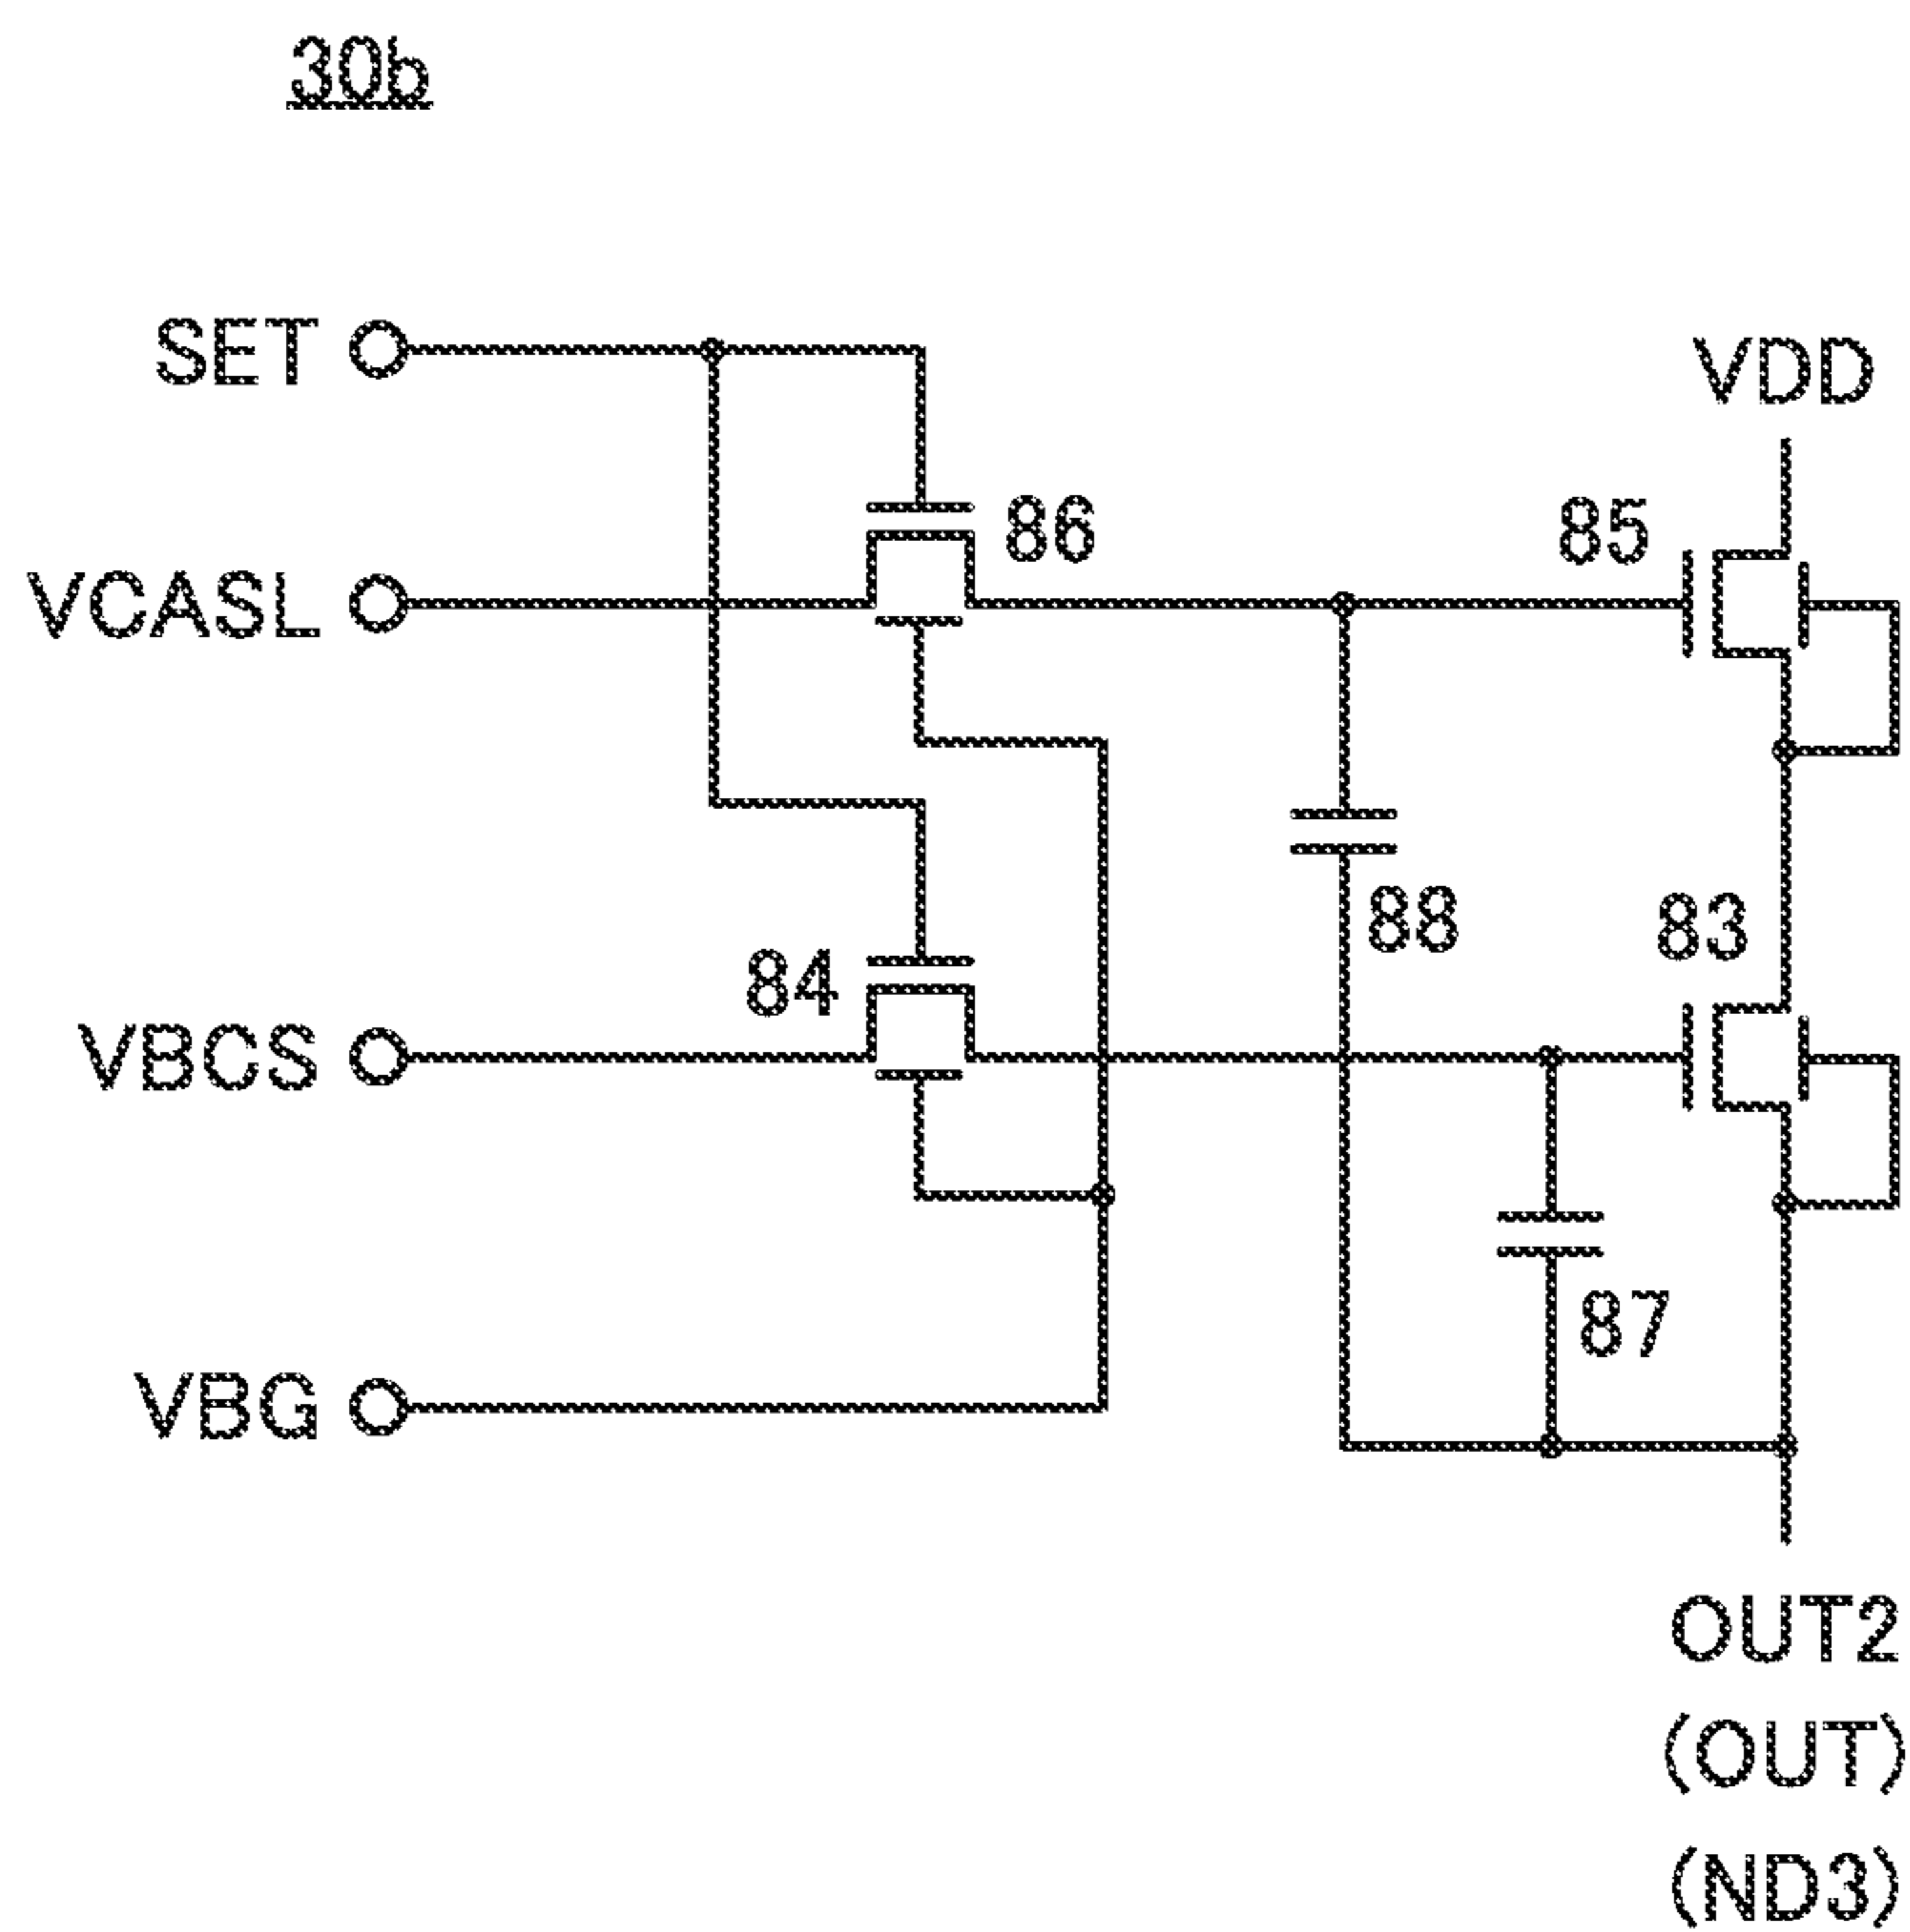 30b
SET
VDD
86
85
VCASL
88
83
84
VBCS
87
VBG
OUT2
(OUT)
(ND3)